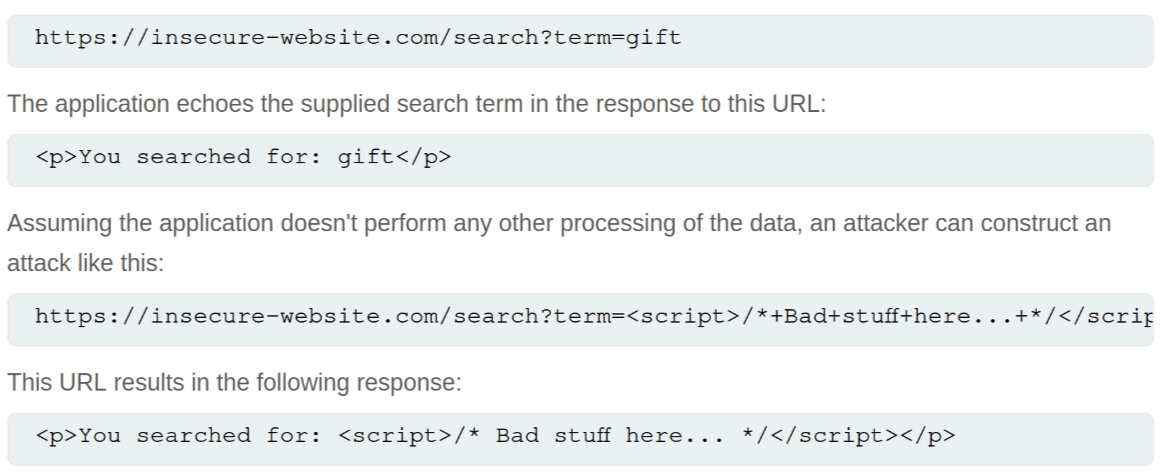 https://insecure-website.com/search?term=gift
The application echoes the supplied search term in the response to this URL:
<p>You searched for: gift</p>
Assuming the application doesn't perform any other processing of the data, an attacker can construct an
attack like this:
https://insecure-website.com/search?term=<script>/*+Bad+stuff+here...+*/</scrip
This URL results in the following response:
<p>You searched for: <script>/* Bad stuff here... */</script></p>